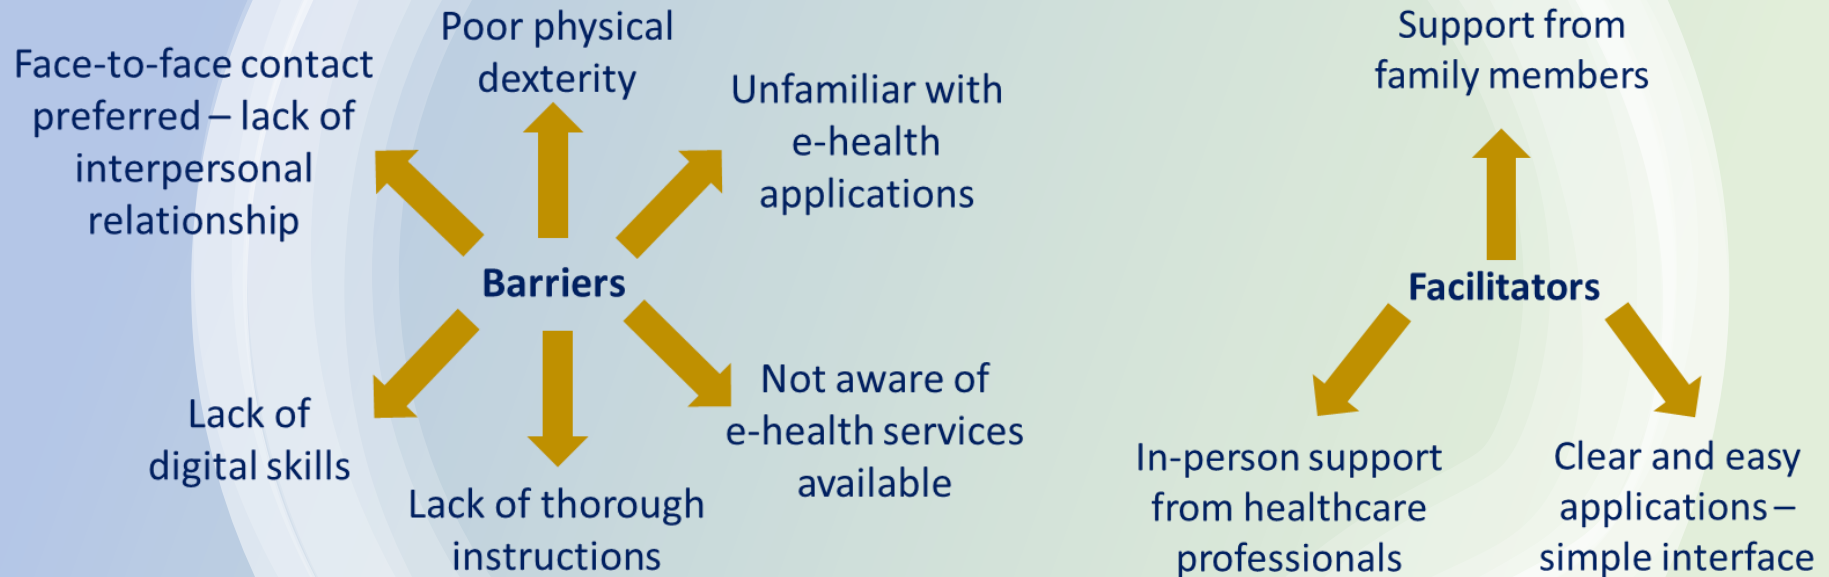 Face-to-face contact
preferred – lack of
interpersonal
relationship
Poor physical
dexterity
Unfamiliar with
e-health
applications
Barriers
Lack of
digital skills
Lack of thorough
instructions
Not aware of
e-health services
available
Support from
family members
Facilitators
In-person support
from healthcare
professionals
Clear and easy
applications –
simple interface